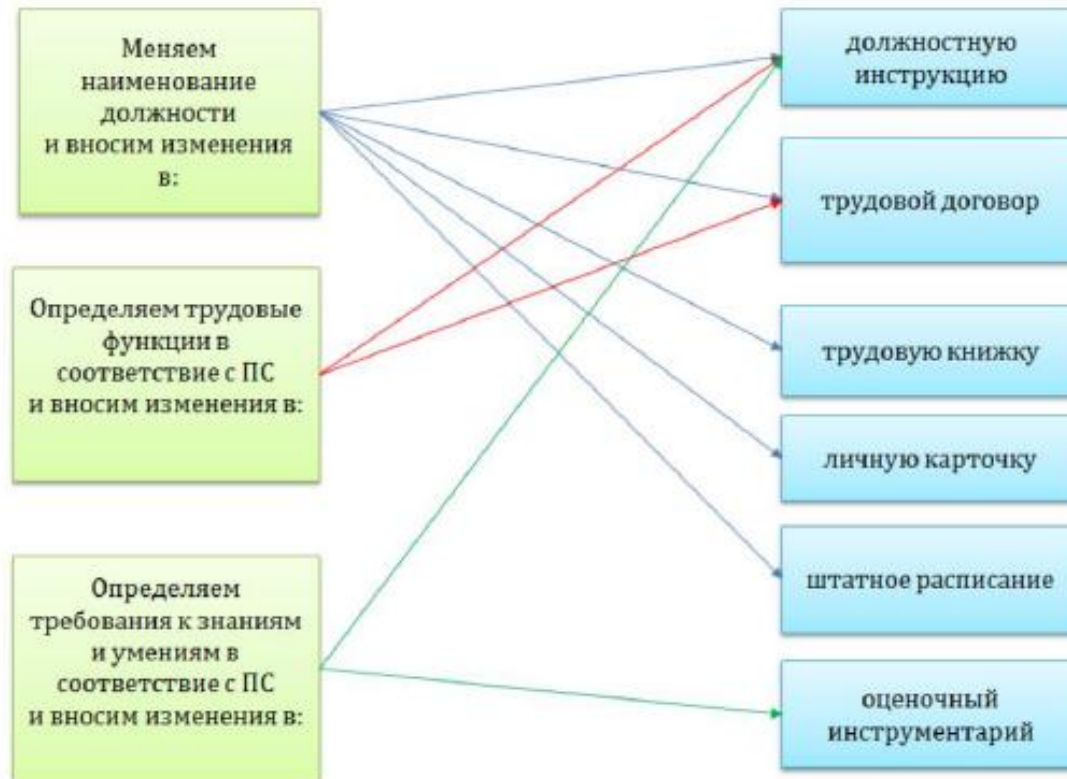 Меняем
наименование
должности
и вносим изменения
в:
Определяем трудовые
функции в
соответствие с ПС
и вносим изменения в:
Определяем
требования к знаниям
и умениям в
соответствие с ПС
и вносим изменения в:
должностную
инструкцию
трудовой договор
трудовую книжку
личную карточку
штатное расписание
оценочный
инструментарий